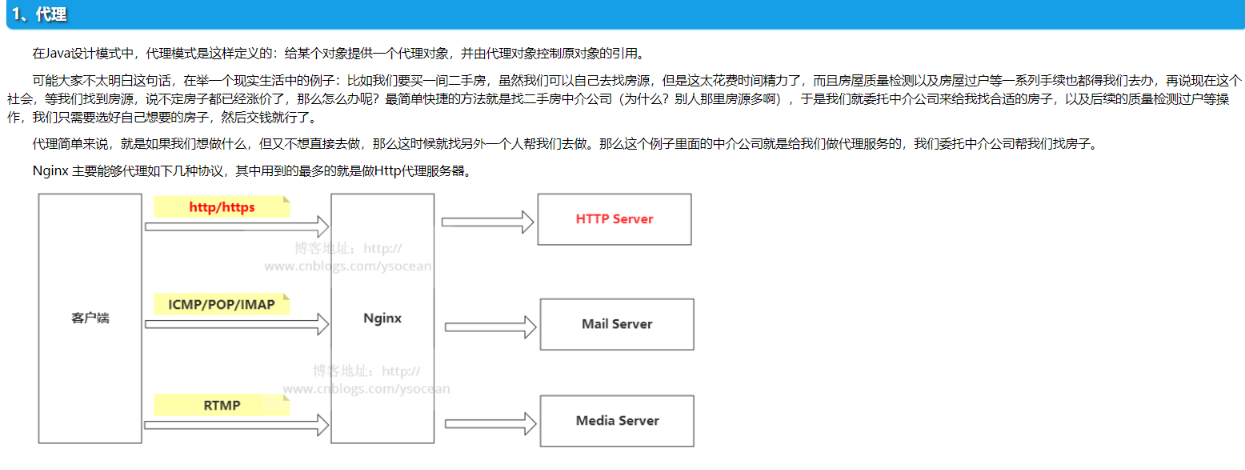 1、代理
在Java设计模式中，代理模式是这样定义的：给某个对象提供一个代理对象，并由代理对象控制原对象的引用。
可能大家不太明白这句话，在举一个现实生活中的例子：比如我们要买一间二手房，虽然我们可以自己去找房源，但是这太花费时间精力了，而且房屋质量检测以及房屋过户等一系列手续也都得我们去办，再说现在这个
社会，等我们找到房源，说不定房子都已经涨价了，那么怎么办呢？最简单快捷的方法就是找二手房中介公司（为什么？别人那里房源多啊），于是我们就委托中介公司来给我找合适的房子，以及后续的质量检测过户等操
作，我们只需要选好自己想要的房子，然后交钱就行了。
代理简单来说，就是如果我们想做什么，但又不想直接去做，那么这时候就找另外一个人帮我们去做。那么这个例子里面的中介公司就是给我们做代理服务的，我们委托中介公司帮我们找房子。
Nginx 主要能够代理如下几种协议，其中用到的最多的就是做Http代理服务器。
http/https
HTTP Server
博客地址：http://
www.cnblogs.com/ysocean
ICMP/POP/IMAP
客户端
Nginx
Mail Server
博客地址：http://
www.cnblogs.com/ysocean
RTMP
Media Server